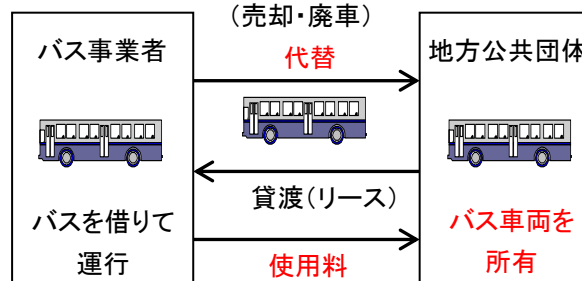 (売却・廃車)
バス事業者
代替
地方公共団体
貸渡(リース)
バスを借りて
運行
使用料
バス車両を
所有